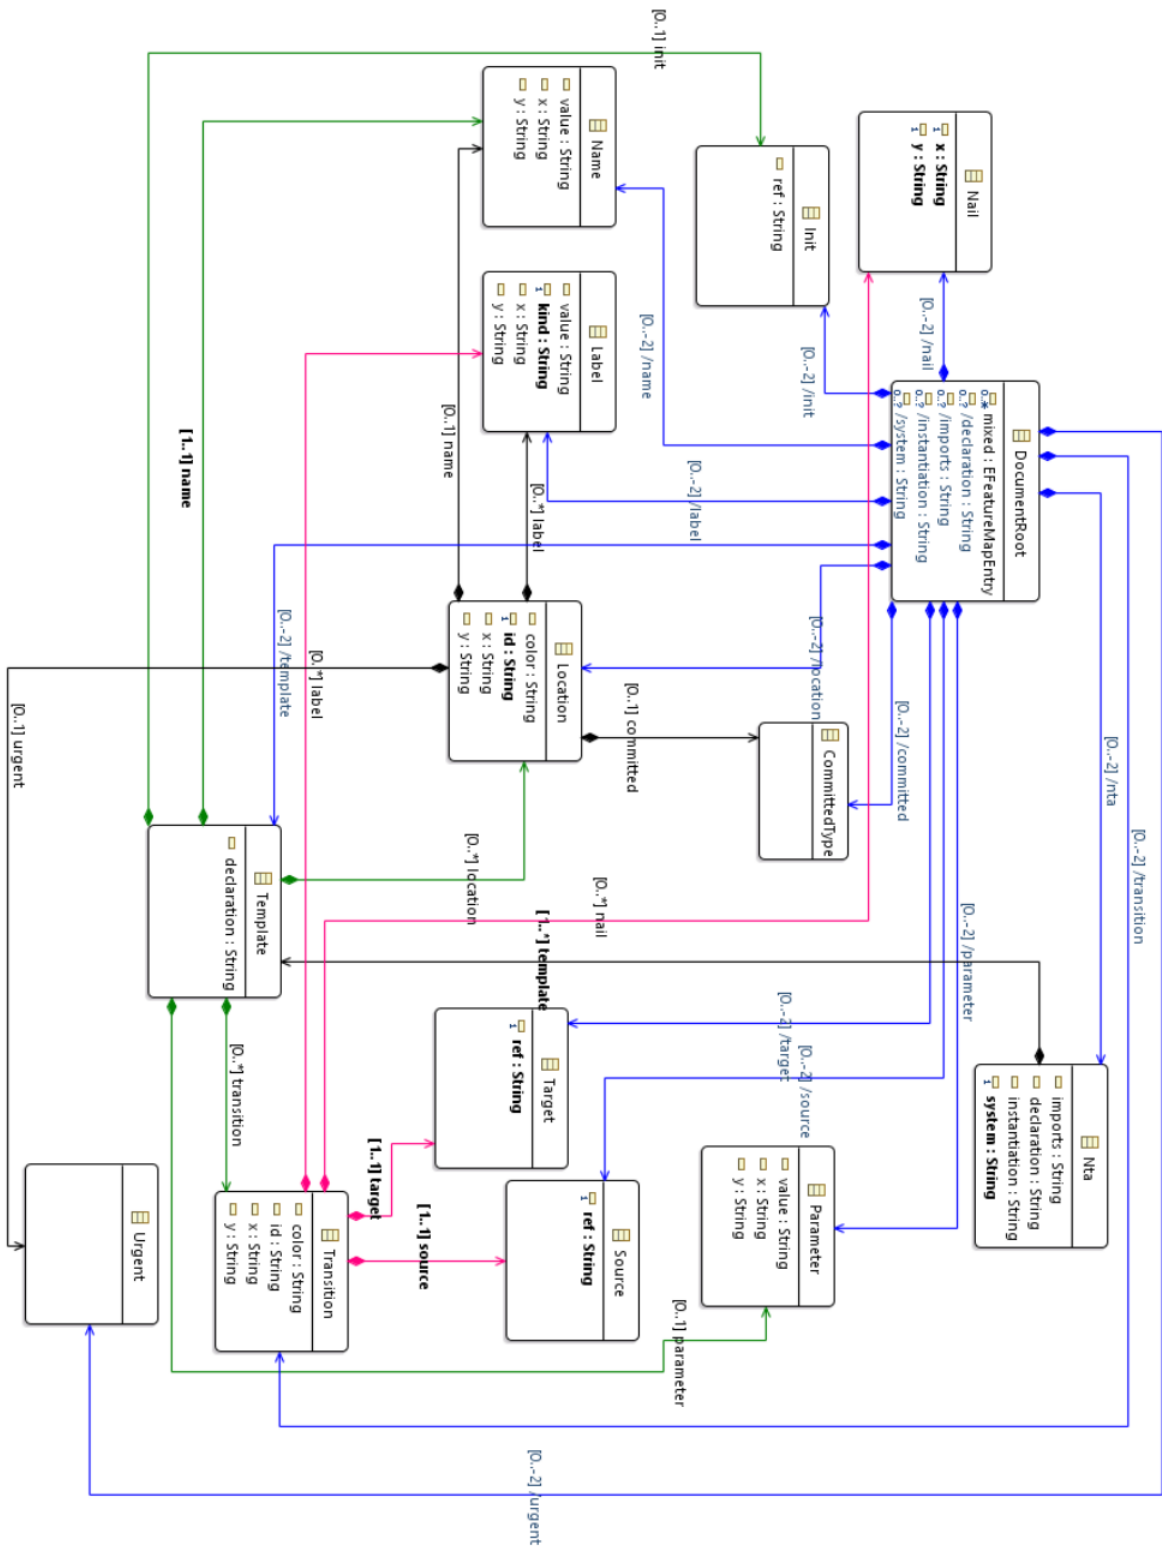 DocumentRoot
0..* mixed : EFeatureMapEntry
0..? /declaration : String
0..? /imports : String
0..? /instantiation : String
0..? /system : String
Nail
x : String
y : String
Init
ref : String
Name
value : String
x : String
y : String
Label
value : String
kind : String
x : String
y : String
Location
color : String
id : String
x : String
y : String
CommittedType
Nta
imports : String
declaration : String
instantiation : String
system : String
Parameter
value : String
x : String
y : String
Target
ref : String
Source
ref : String
Template
declaration : String
Transition
color : String
id : String
x : String
y : String
Urgent
[0..1] init
[0..-2] /nail
[0..-2] /init
[0..-2] /name
[0..-2] /label
[0..1] name
[0..*] label
[1..1] name
[0..-2] /template
[0..*] label
[0..-2] /location
[0..1] committed
[0..-2] /committed
[0..-2] /nta
[0..-2] /transition
[0..1] urgent
[0..*] location
[0..*] nail
[1..*] template
[0..-2] /parameter
[0..-2] /target
[0..-2] /source
[0..*] transition
[1..1] target
[1..1] source
[0..1] parameter
[0..-2] /urgent